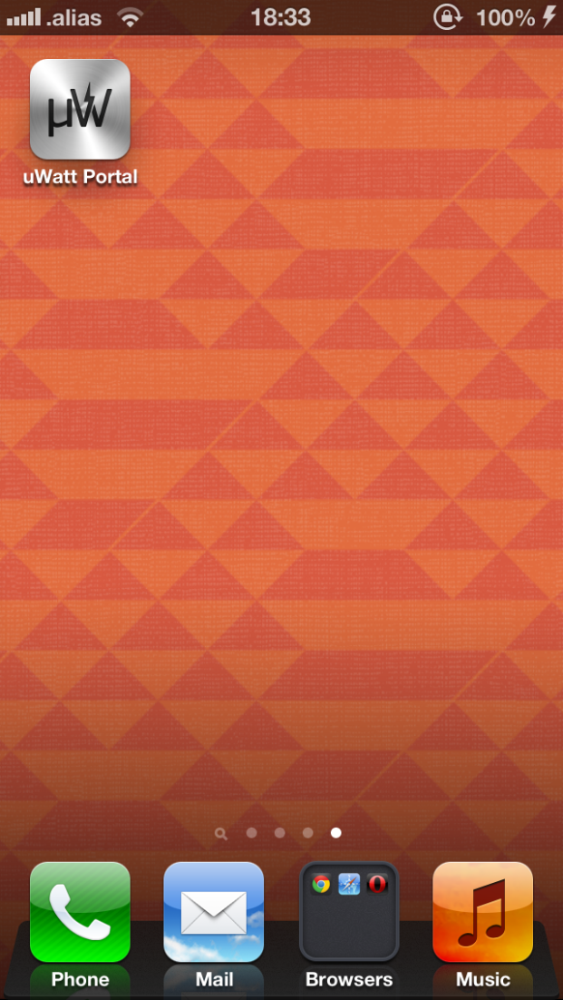 .alias 18:33 100%
µW
uWatt Portal
Phone Mail Browsers Music